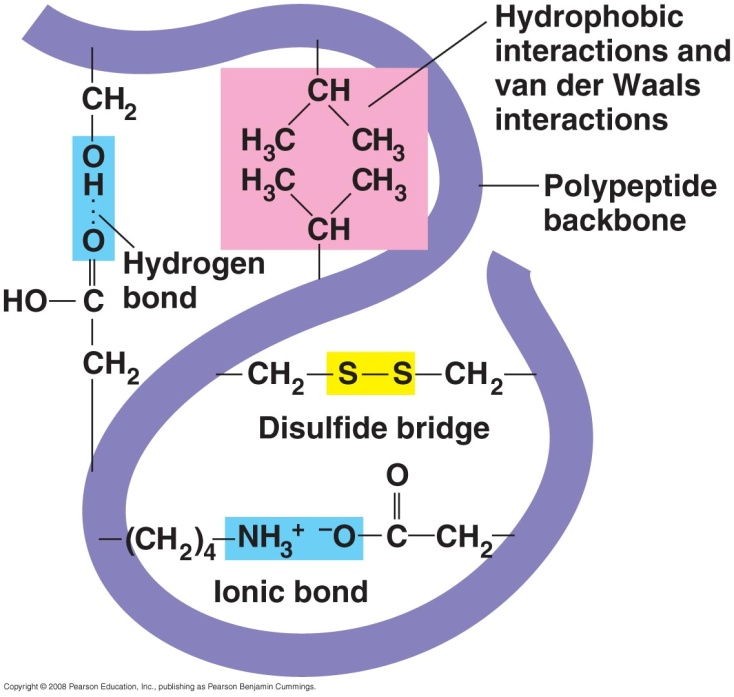 Hydrophobic
interactions and
van der Waals
interactions
CH₂
O
H
O
Hydrogen
bond
HO—C
CH₂
CH
H₃C CH₃
H₃C CH₃
CH
Polypeptide
backbone
—CH₂—S—S—CH₂—
Disulfide bridge
O
—(CH₂)₄—NH₃⁺ ⁻O—C—CH₂—
Ionic bond
Copyright © 2008 Pearson Education, Inc., publishing as Pearson Benjamin Cummings.